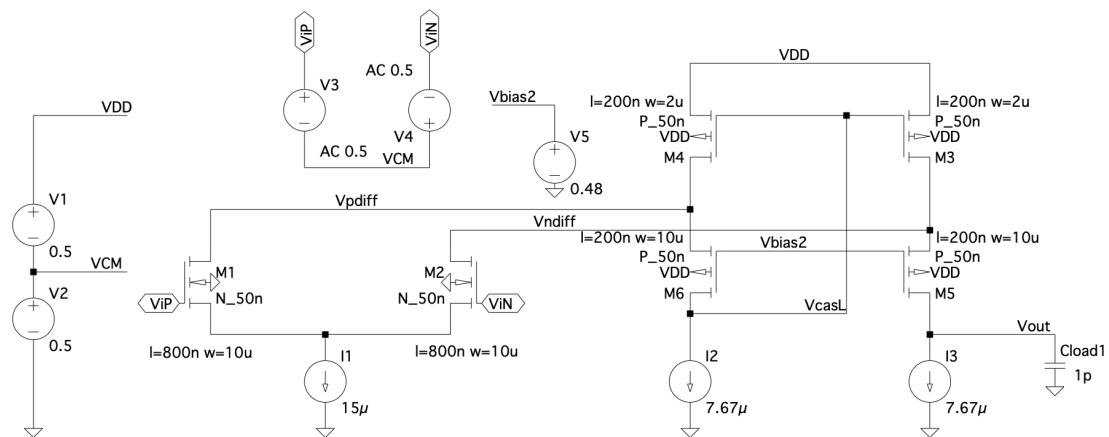 ViP
ViN
V3
AC 0.5
V4
AC 0.5
VCM
VDD
V1
0.5
VCM
V2
0.5
Vbias2
V5
0.48
VDD
l=200n w=2u
P_50n
VDD
M4
l=200n w=2u
P_50n
VDD
M3
Vpdiff
Vndiff
l=200n w=10u
P_50n
VDD
M6
Vbias2
l=200n w=10u
P_50n
VDD
M5
M1
N_50n
ViP
l=800n w=10u
M2
N_50n
ViN
l=800n w=10u
I1
15µ
VcasL
I2
7.67µ
Vout
I3
7.67µ
Cload1
1p